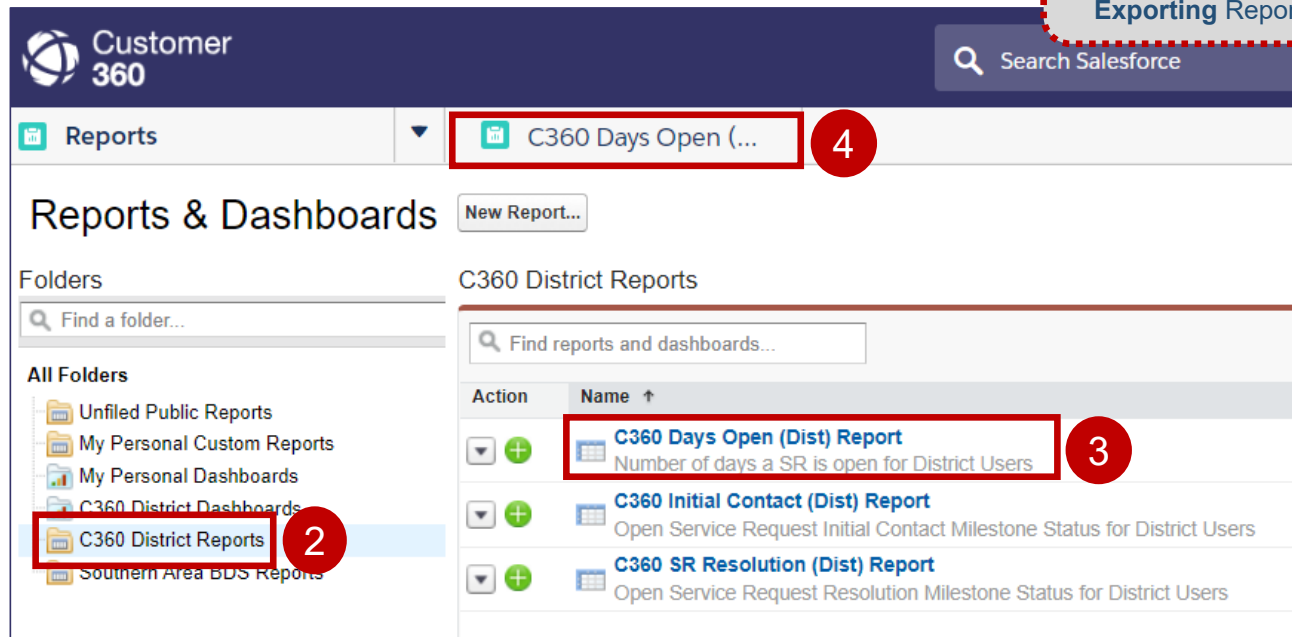 Exporting
Customer
360
Search Salesforce
Reports
C360 Days Open (...
4
Reports & Dashboards
New Report...
Folders
C360 District Reports
Find a folder...
Find reports and dashboards...
All Folders
Action Name ↑
Unfiled Public Reports
My Personal Custom Reports
My Personal Dashboards
C360 District Dashboards
C360 District Reports
2
Southern Area BDS Reports
C360 Days Open (Dist) Report
Number of days a SR is open for District Users
3
C360 Initial Contact (Dist) Report
Open Service Request Initial Contact Milestone Status for District Users
C360 SR Resolution (Dist) Report
Open Service Request Resolution Milestone Status for District Users